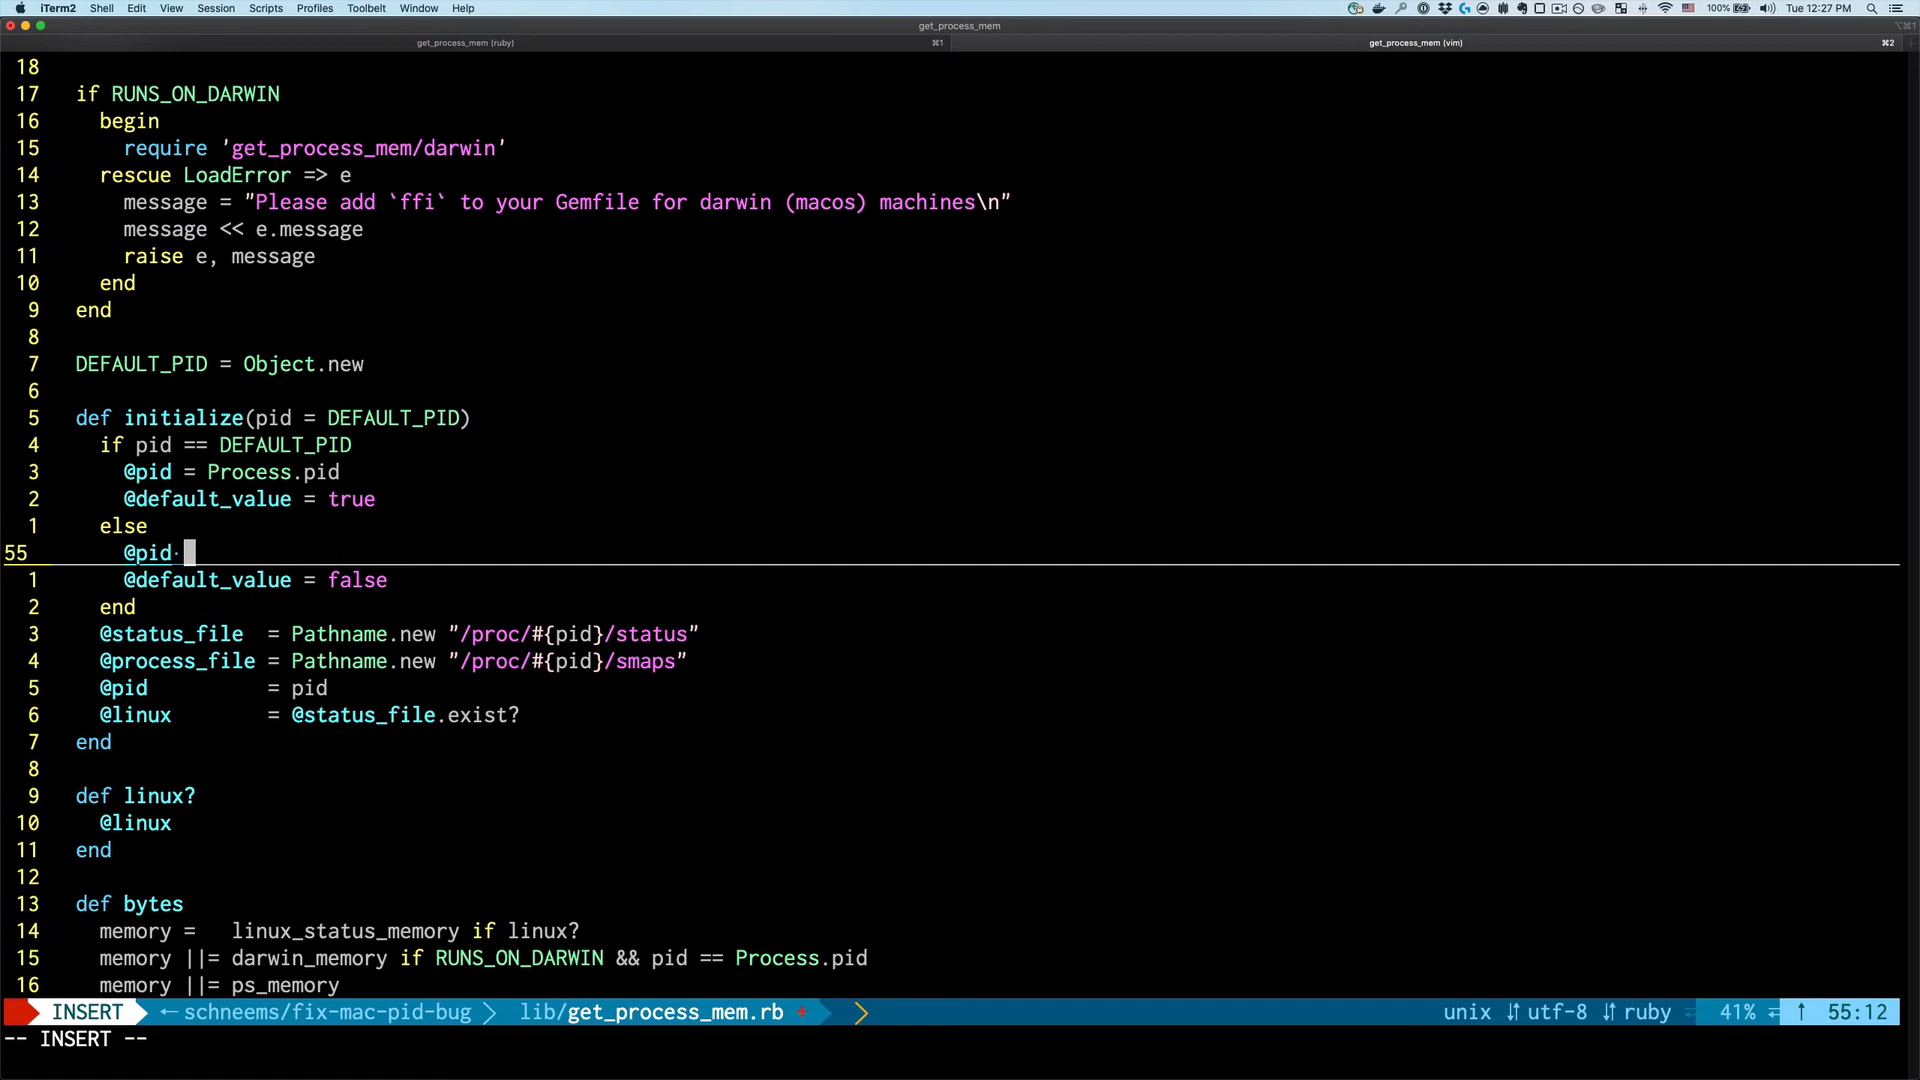 iTerm2 Shell Edit View Session Scripts Profiles Toolbelt Window Help 100% Tue 12:27 PM
get_process_mem ⌥⌘1
get_process_mem (ruby) ⌘1 get_process_mem (vim) ⌘2
18
17 if RUNS_ON_DARWIN
16 begin
15 require 'get_process_mem/darwin'
14 rescue LoadError => e
13 message = "Please add `ffi` to your Gemfile for darwin (macos) machines\n"
12 message << e.message
11 raise e, message
10 end
9 end
8
7 DEFAULT_PID = Object.new
6
5 def initialize(pid = DEFAULT_PID)
4 if pid == DEFAULT_PID
3 @pid = Process.pid
2 @default_value = true
1 else
55 @pid·
1 @default_value = false
2 end
3 @status_file = Pathname.new "/proc/#{pid}/status"
4 @process_file = Pathname.new "/proc/#{pid}/smaps"
5 @pid = pid
6 @linux = @status_file.exist?
7 end
8
9 def linux?
10 @linux
11 end
12
13 def bytes
14 memory = linux_status_memory if linux?
15 memory ||= darwin_memory if RUNS_ON_DARWIN && pid == Process.pid
16 memory ||= ps_memory
INSERT ←schneems/fix-mac-pid-bug lib/get_process_mem.rb + unix utf-8 ruby 41% 55:12
-- INSERT --